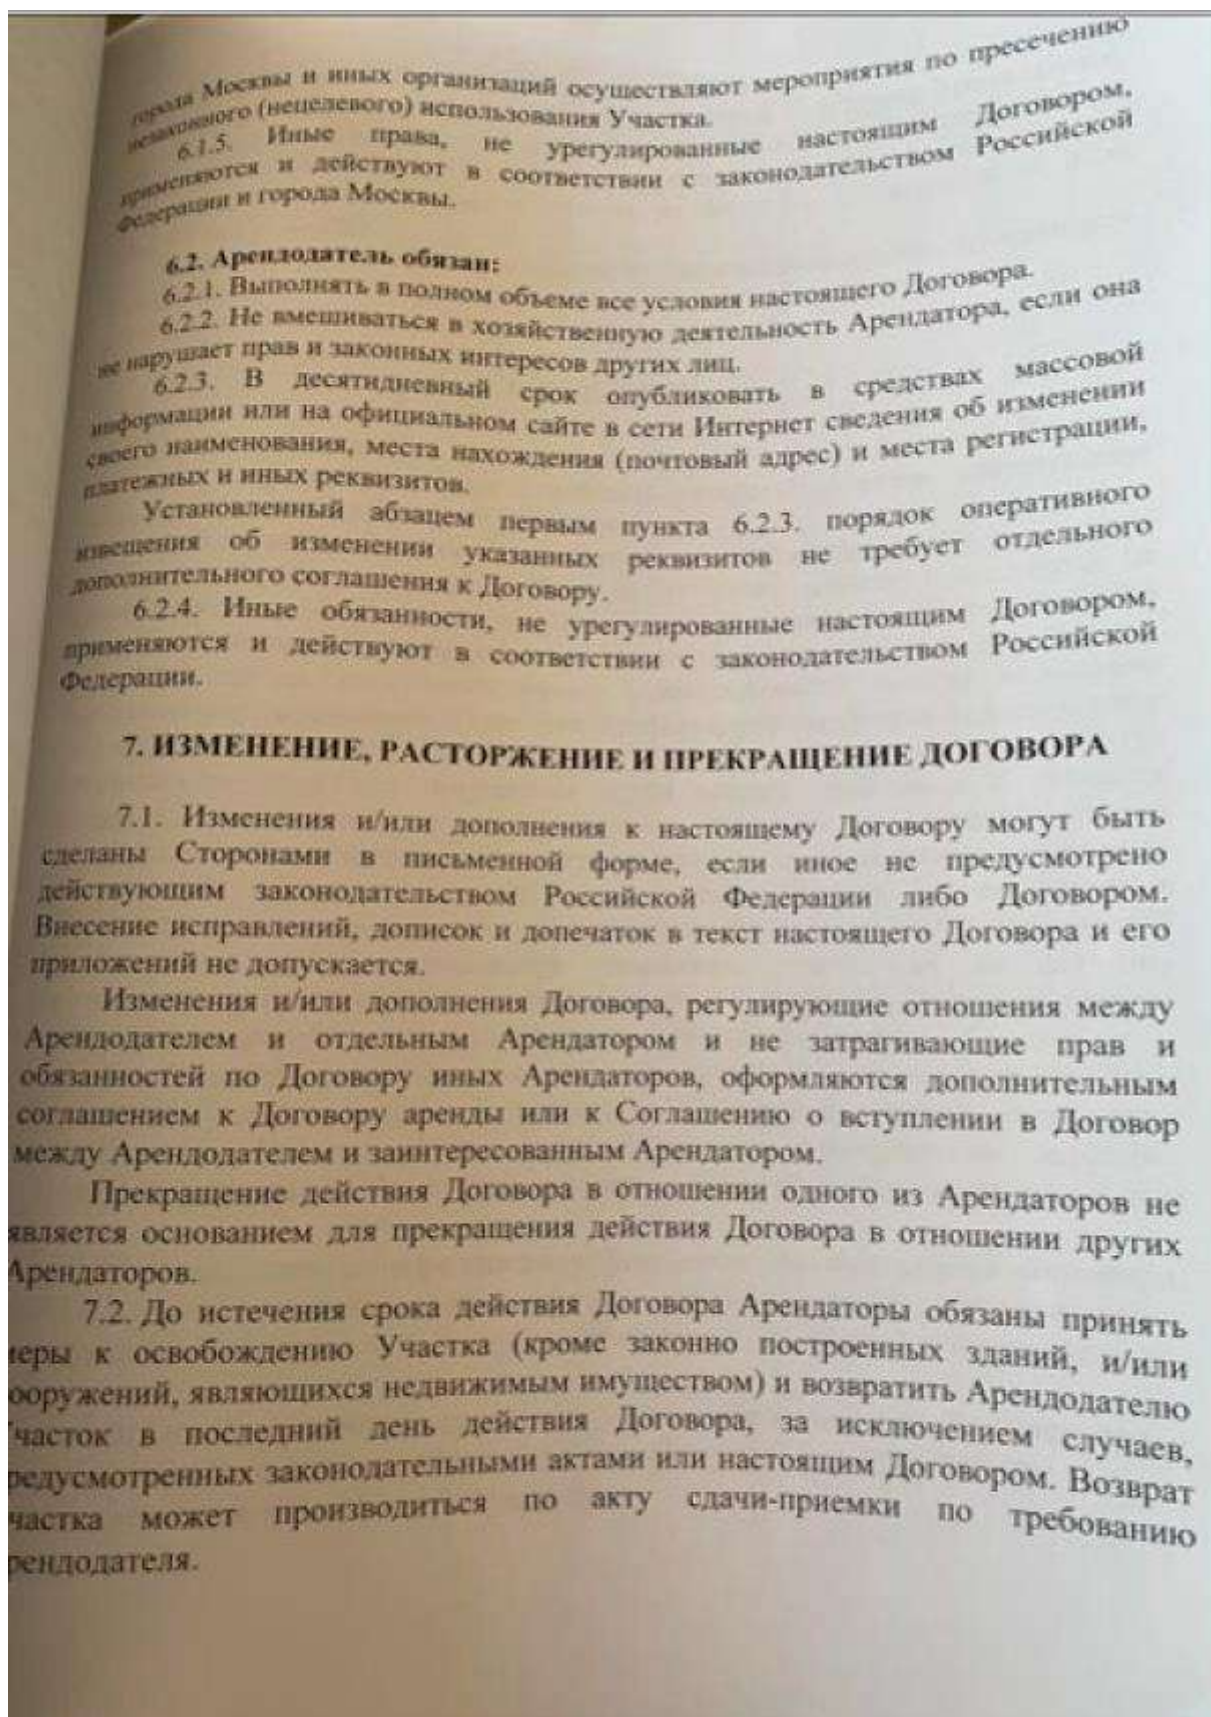 города Москвы и иных организаций осуществляют мероприятия по пресечению
незаконного (нецелевого) использования Участка.
6.1.5. Иные права, не урегулированные настоящим Договором,
применяются и действуют в соответствии с законодательством Российской
Федерации и города Москвы.
6.2. Арендодатель обязан:
6.2.1. Выполнять в полном объеме все условия настоящего Договора.
6.2.2. Не вмешиваться в хозяйственную деятельность Арендатора, если она
не нарушает прав и законных интересов других лиц.
6.2.3. В десятидневный срок опубликовать в средствах массовой
информации или на официальном сайте в сети Интернет сведения об изменении
своего наименования, места нахождения (почтовый адрес) и места регистрации,
платежных и иных реквизитов.
Установленный абзацем первым пункта 6.2.3. порядок оперативного
извещения об изменении указанных реквизитов не требует отдельного
дополнительного соглашения к Договору.
6.2.4. Иные обязанности, не урегулированные настоящим Договором,
применяются и действуют в соответствии с законодательством Российской
Федерации.
7. ИЗМЕНЕНИЕ, РАСТОРЖЕНИЕ И ПРЕКРАЩЕНИЕ ДОГОВОРА
7.1. Изменения и/или дополнения к настоящему Договору могут быть
сделаны Сторонами в письменной форме, если иное не предусмотрено
действующим законодательством Российской Федерации либо Договором.
Внесение исправлений, дописок и допечаток в текст настоящего Договора и его
приложений не допускается.
Изменения и/или дополнения Договора, регулирующие отношения между
Арендодателем и отдельным Арендатором и не затрагивающие прав и
обязанностей по Договору иных Арендаторов, оформляются дополнительным
соглашением к Договору аренды или к Соглашению о вступлении в Договор
между Арендодателем и заинтересованным Арендатором.
Прекращение действия Договора в отношении одного из Арендаторов не
является основанием для прекращения действия Договора в отношении других
Арендаторов.
7.2. До истечения срока действия Договора Арендаторы обязаны принять
меры к освобождению Участка (кроме законно построенных зданий, и/или
ооружений, являющихся недвижимым имуществом) и возвратить Арендодателю
часток в последний день действия Договора, за исключением случаев,
редусмотренных законодательными актами или настоящим Договором. Возврат
частка может производиться по акту сдачи-приемки по требованию
рендодателя.